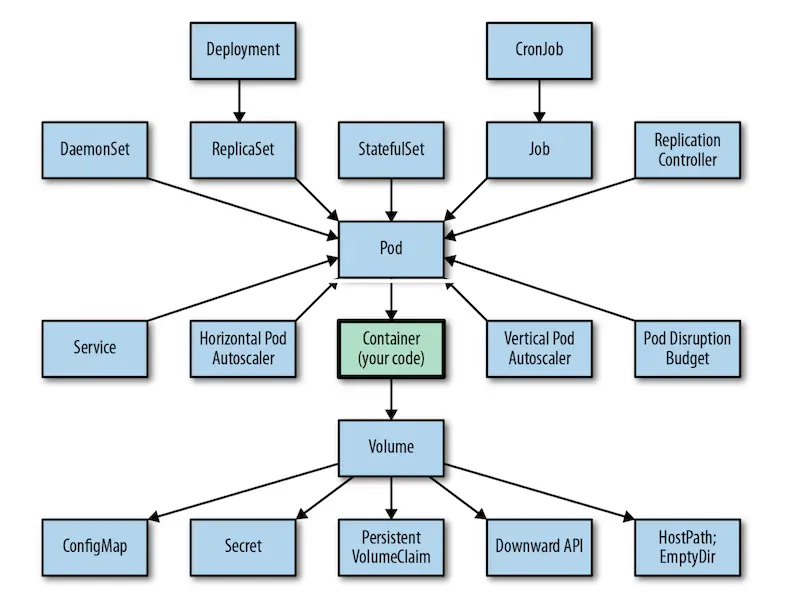 Deployment
CronJob
DaemonSet
ReplicaSet
StatefulSet
Job
Replication
Controller
Pod
Service
Horizontal Pod
Autoscaler
Container
(your code)
Vertical Pod
Autoscaler
Pod Disruption
Budget
Volume
ConfigMap
Secret
Persistent
VolumeClaim
Downward API
HostPath;
EmptyDir